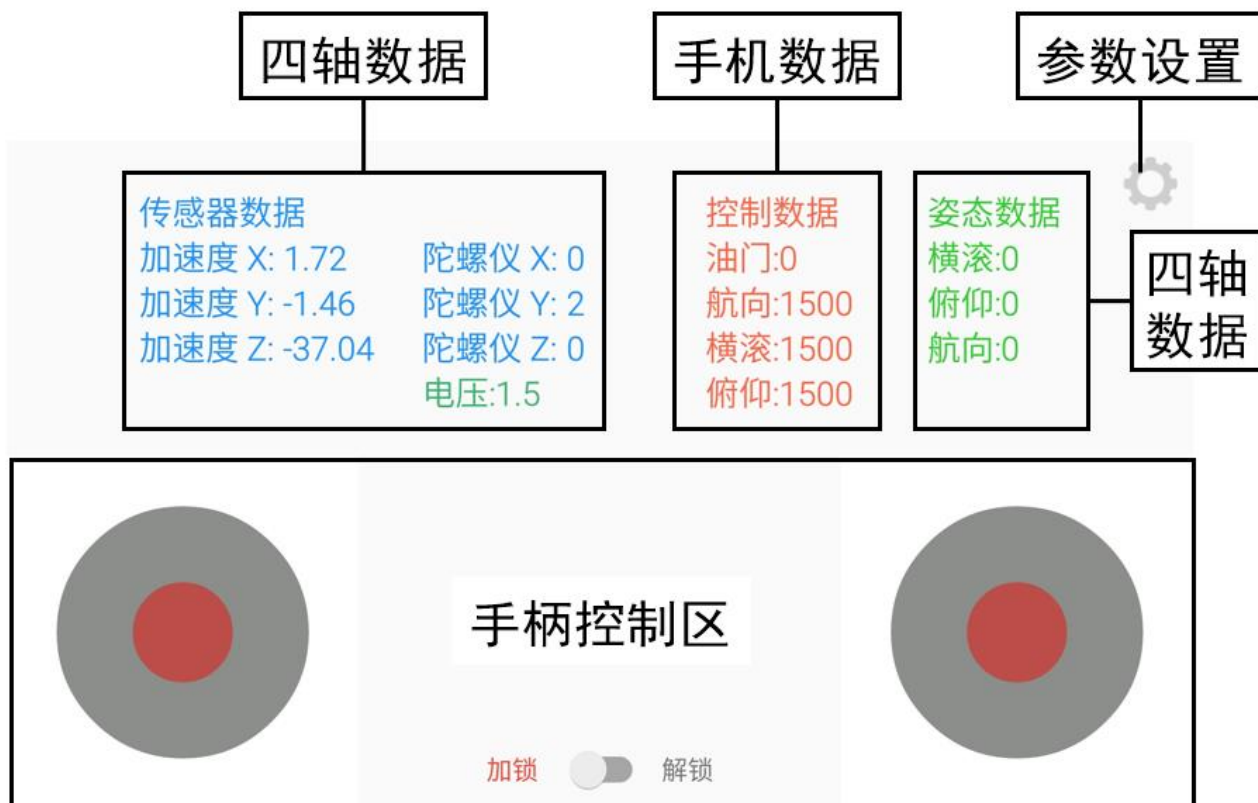 四轴数据
手机数据
参数设置
传感器数据
加速度 X: 1.72
陀螺仪 X: 0
加速度 Y: -1.46
陀螺仪 Y: 2
加速度 Z: -37.04
陀螺仪 Z: 0
电压:1.5
控制数据
油门:0
航向:1500
横滚:1500
俯仰:1500
姿态数据
横滚:0
俯仰:0
航向:0
四轴
数据
手柄控制区
加锁
解锁